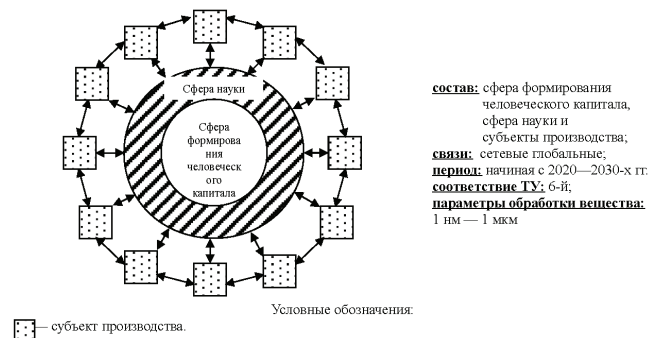 Сфера науки
Сфера
формирова
ния
человеческ
ого
капитала
состав: сфера формирования
человеческого капитала,
сфера науки и
субъекты производства;
связи: сетевые глобальные;
период: начиная с 2020—2030-х гг.
соответствие ТУ: 6-й;
параметры обработки вещества:
1 нм — 1 мкм
Условные обозначения:
— субъект производства.